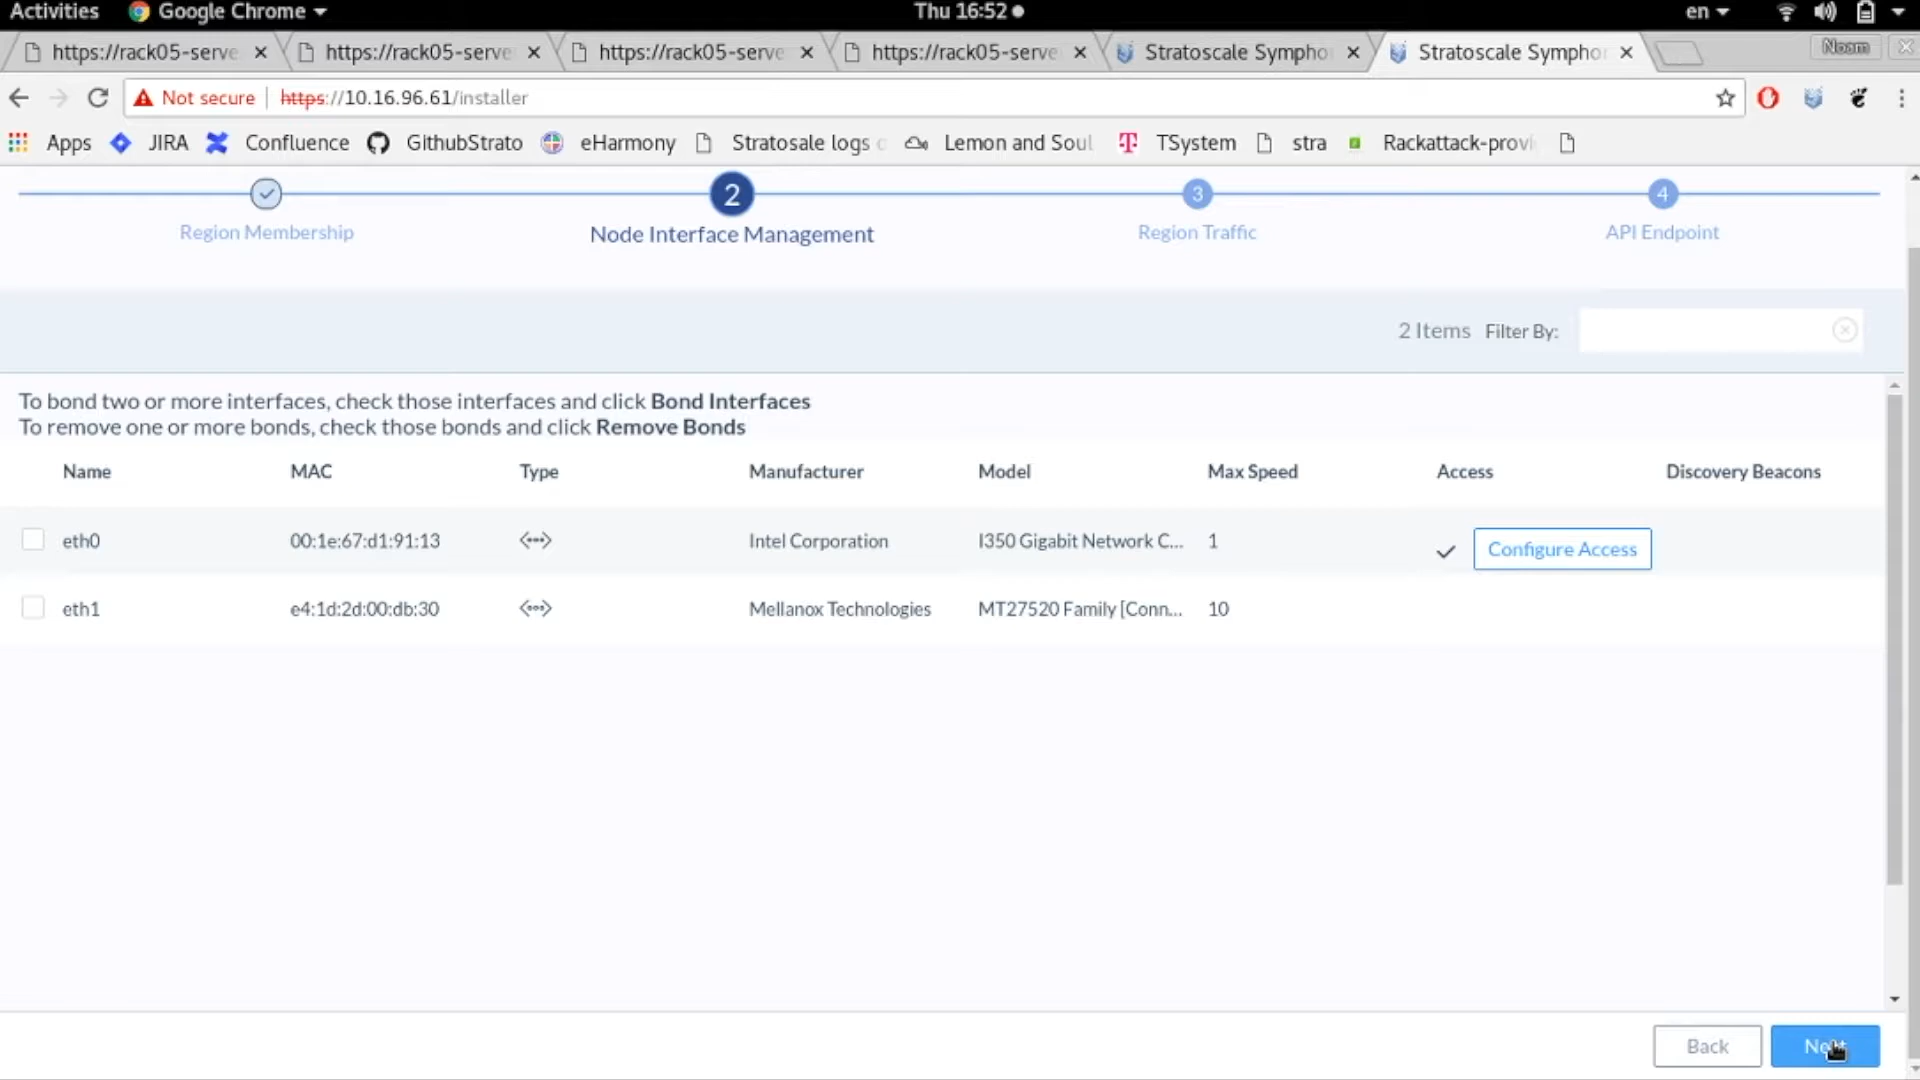 Activities Google Chrome Thu 16:52 en
https://rack05-serve https://rack05-serve https://rack05-serve https://rack05-serve Stratoscale Sympho Stratoscale Sympho Noam
Not secure https://10.16.96.61/installer
Apps JIRA Confluence GithubStrato eHarmony Stratosale logs Lemon and Soul TSystem stra Rackattack-provi
2 3 4
Region Membership Node Interface Management Region Traffic API Endpoint
2 Items Filter By:
To bond two or more interfaces, check those interfaces and click Bond Interfaces
To remove one or more bonds, check those bonds and click Remove Bonds
Name MAC Type Manufacturer Model Max Speed Access Discovery Beacons
eth0 00:1e:67:d1:91:13 Intel Corporation I350 Gigabit Network C... 1 Configure Access
eth1 e4:1d:2d:00:db:30 Mellanox Technologies MT27520 Family [Conn... 10
Back Next